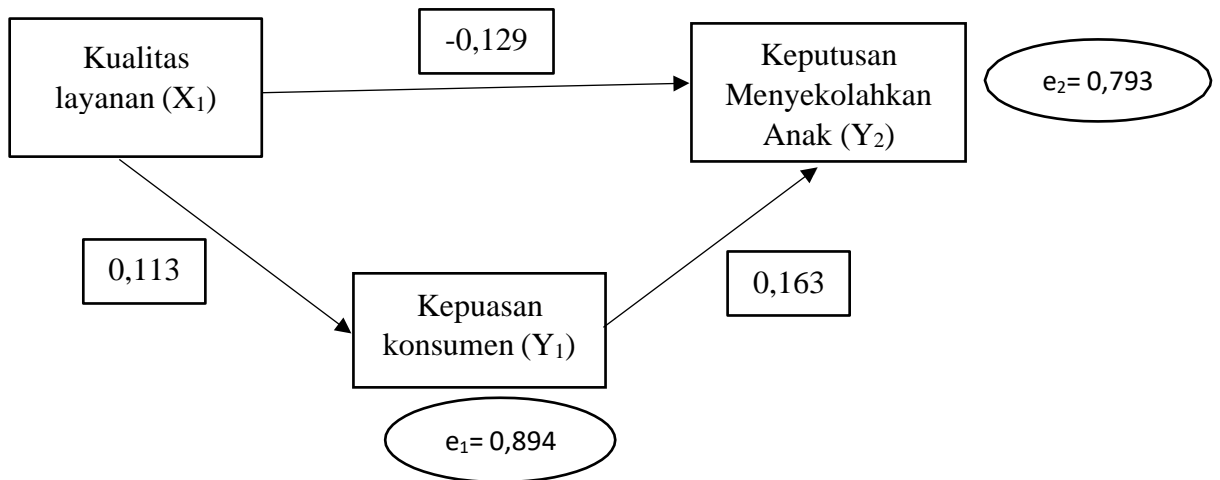 Kualitas
layanan (X₁)
-0,129
Keputusan
Menyekolahkan
Anak (Y₂)
e₂= 0,793
0,113
Kepuasan
konsumen (Y₁)
0,163
e₁= 0,894